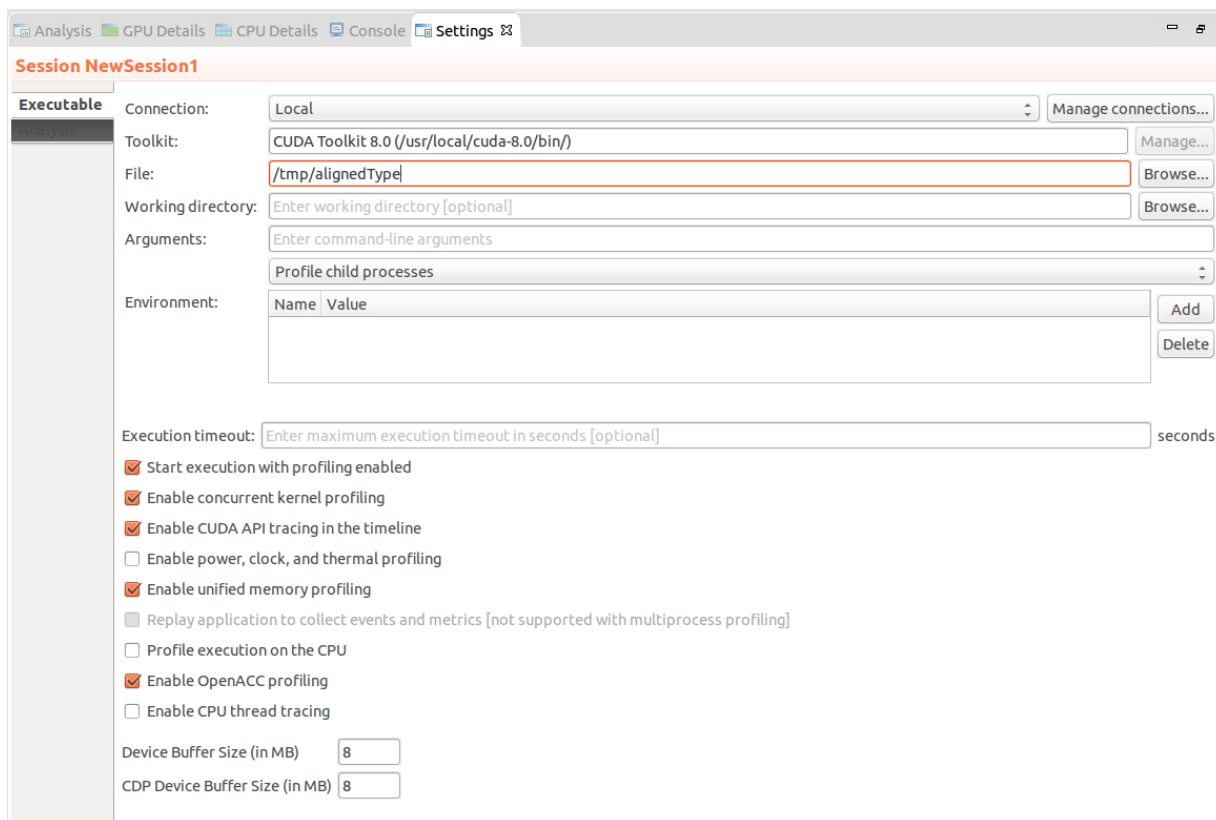 Analysis GPU Details CPU Details Console Settings
Session NewSession1
Executable
Analysis
Connection: Local Manage connections...
Toolkit: CUDA Toolkit 8.0 (/usr/local/cuda-8.0/bin/) Manage...
File: /tmp/alignedType Browse...
Working directory: Enter working directory [optional] Browse...
Arguments: Enter command-line arguments
Profile child processes
Environment: Name Value
Add
Delete
Execution timeout: Enter maximum execution timeout in seconds [optional] seconds
Start execution with profiling enabled
Enable concurrent kernel profiling
Enable CUDA API tracing in the timeline
Enable power, clock, and thermal profiling
Enable unified memory profiling
Replay application to collect events and metrics [not supported with multiprocess profiling]
Profile execution on the CPU
Enable OpenACC profiling
Enable CPU thread tracing
Device Buffer Size (in MB) 8
CDP Device Buffer Size (in MB) 8